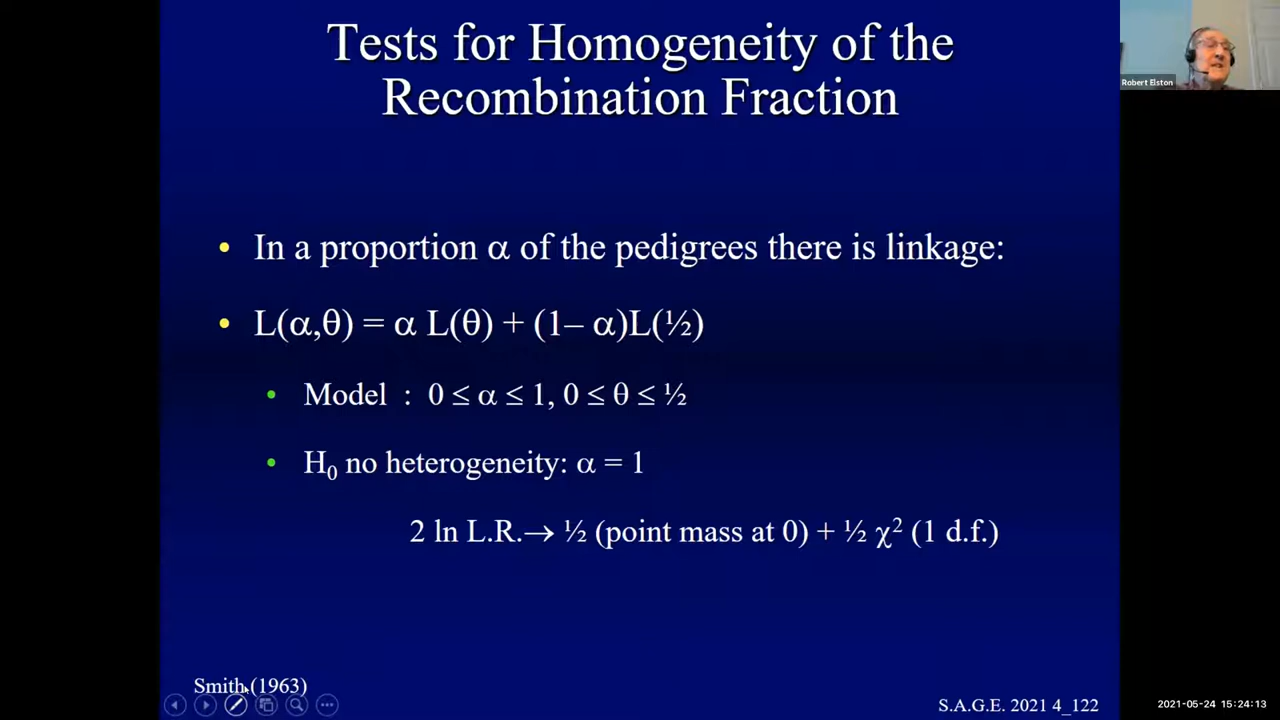 Tests for Homogeneity of the
Recombination Fraction
Robert Elston
• In a proportion α of the pedigrees there is linkage:
• L(α,θ) = α L(θ) + (1– α)L(½)
• Model : 0 ≤ α ≤ 1, 0 ≤ θ ≤ ½
• H₀ no heterogeneity: α = 1
2 ln L.R.→ ½ (point mass at 0) + ½ χ² (1 d.f.)
Smith (1963)
S.A.G.E. 2021 4_122
2021-05-24 15:24:13